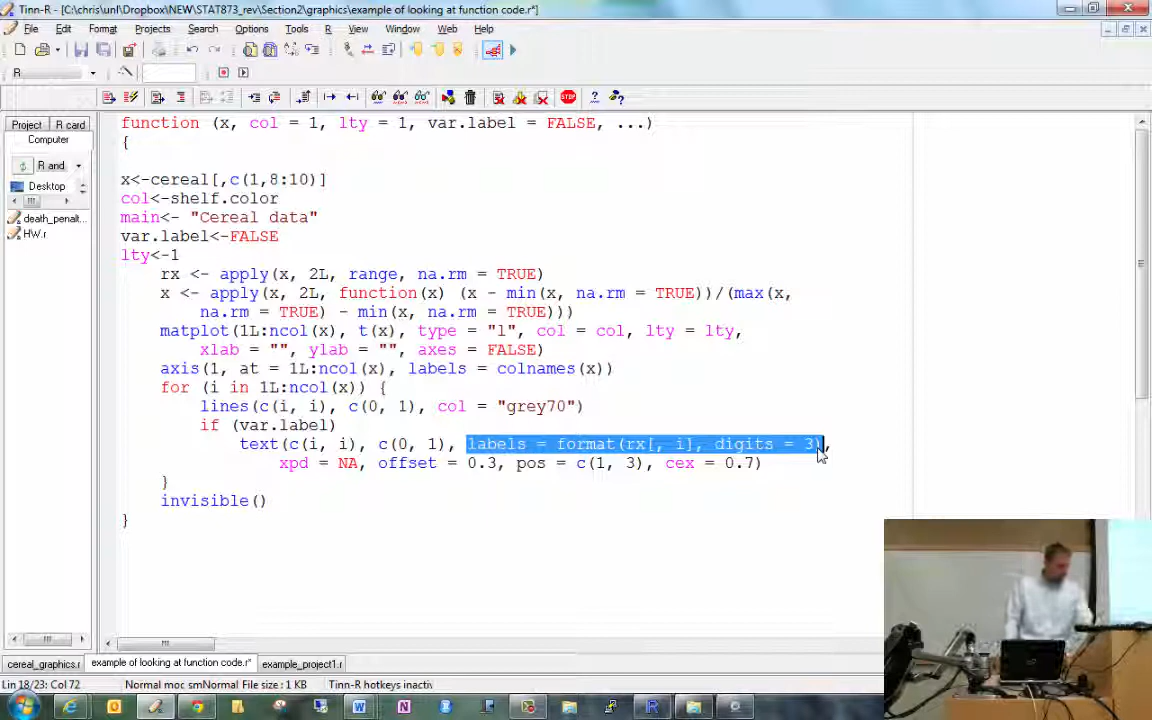 Tinn-R - [C:\chris\unl\Dropbox\NEW\STAT873_rev\Section2\graphics\example of looking at function code.r*]
File Edit Format Projects Search Options Tools R View Window Web Help
R
Project R card
Computer
R and
Desktop
death_penalt...
HW.r
function (x, col = 1, lty = 1, var.label = FALSE, ...)
{
x<-cereal[,c(1,8:10)]
col<-shelf.color
main<- "Cereal data"
var.label<-FALSE
lty<-1
rx <- apply(x, 2L, range, na.rm = TRUE)
x <- apply(x, 2L, function(x) (x - min(x, na.rm = TRUE))/(max(x,
na.rm = TRUE) - min(x, na.rm = TRUE)))
matplot(1L:ncol(x), t(x), type = "l", col = col, lty = lty,
xlab = "", ylab = "", axes = FALSE)
axis(1, at = 1L:ncol(x), labels = colnames(x))
for (i in 1L:ncol(x)) {
lines(c(i, i), c(0, 1), col = "grey70")
if (var.label)
text(c(i, i), c(0, 1), labels = format(rx[, i], digits = 3),
xpd = NA, offset = 0.3, pos = c(1, 3), cex = 0.7)
}
invisible()
}
cereal_graphics.r example of looking at function code.r* example_project1.r
Lin 18/23: Col 72 Normal moc smNormal File size: 1 KB Tinn-R hotkeys inactiv